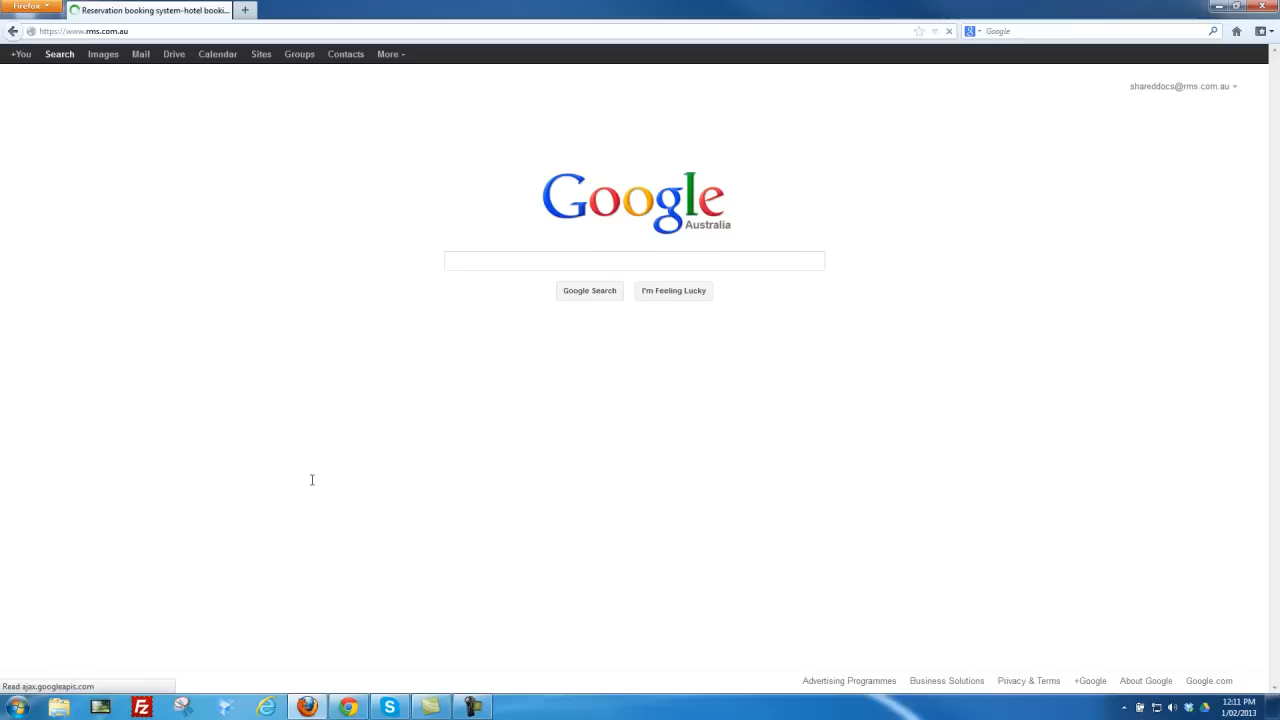 Firefox
Reservation booking system-hotel booki...
https://www.rms.com.au
Google
+You Search Images Mail Drive Calendar Sites Groups Contacts More
shareddocs@rms.com.au
Google
Australia
Google Search I'm Feeling Lucky
Advertising Programmes Business Solutions Privacy & Terms +Google About Google Google.com
Read ajax.googleapis.com
Fz
12:11 PM
1/02/2013